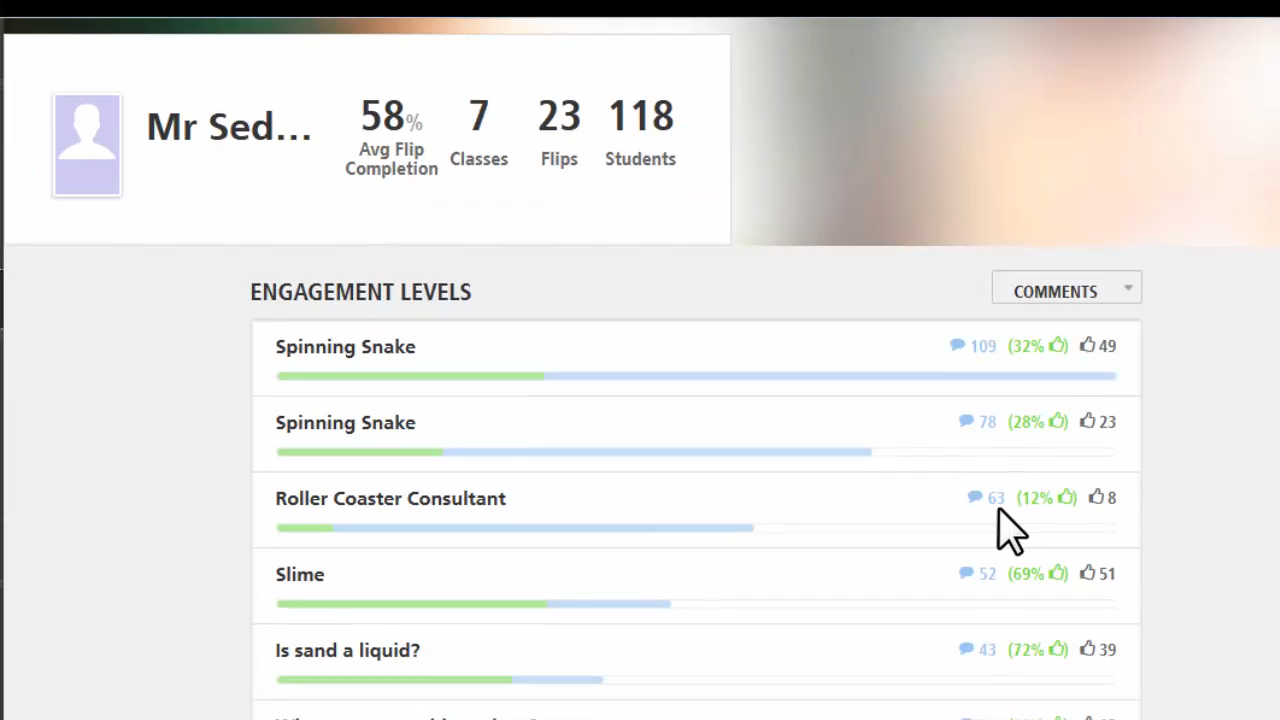 Mr Sed...
58%
Avg Flip
Completion
7
Classes
23
Flips
118
Students
ENGAGEMENT LEVELS
COMMENTS
Spinning Snake 109 (32% ) 49
Spinning Snake 78 (28% ) 23
Roller Coaster Consultant 63 (12% ) 8
Slime 52 (69% ) 51
Is sand a liquid? 43 (72% ) 39